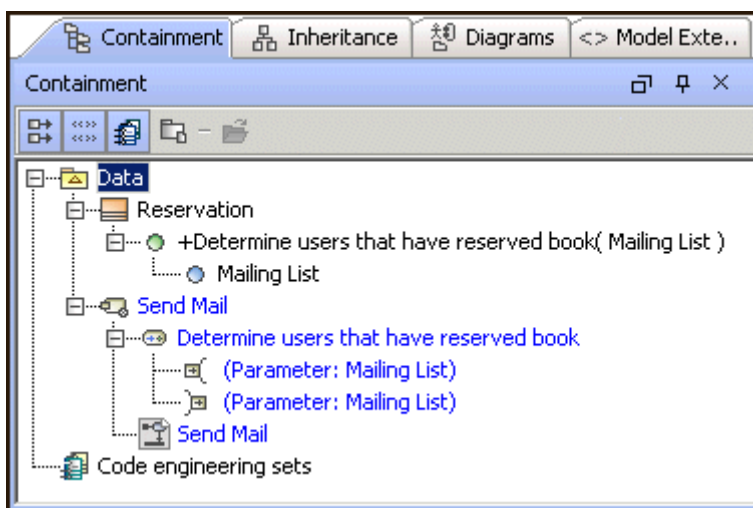 Containment Inheritance Diagrams <> Model Exte..
Containment
Data
Reservation
+Determine users that have reserved book( Mailing List )
Mailing List
Send Mail
Determine users that have reserved book
(Parameter: Mailing List)
(Parameter: Mailing List)
Send Mail
Code engineering sets